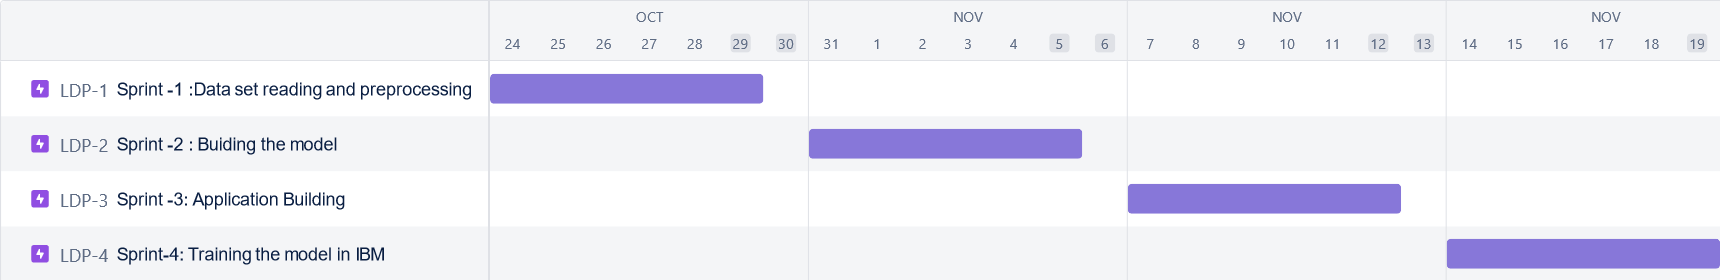 OCT NOV NOV NOV
24 25 26 27 28 29 30 31 1 2 3 4 5 6 7 8 9 10 11 12 13 14 15 16 17 18 19
LDP-1 Sprint -1 :Data set reading and preprocessing
LDP-2 Sprint -2 : Buiding the model
LDP-3 Sprint -3: Application Building
LDP-4 Sprint-4: Training the model in IBM